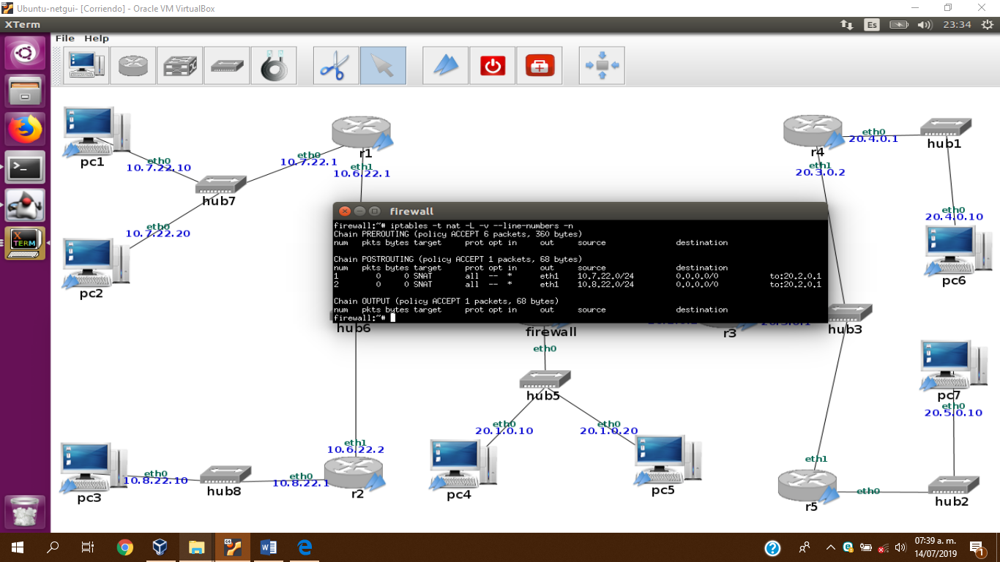 Ubuntu-netgui- [Corriendo] - Oracle VM VirtualBox
XTerm
Es
23:34
File Help
pc1
eth0
10.7.22.10
hub7
eth0
10.7.22.1
r1
eth1
10.6.22.1
r4
eth0
20.4.0.1
eth1
20.3.0.2
hub1
eth0
20.4.0.10
pc6
eth0
10.7.22.20
pc2
firewall
firewall:~# iptables -t nat -L -v --line-numbers -n
Chain PREROUTING (policy ACCEPT 6 packets, 360 bytes)
num pkts bytes target prot opt in out source destination
Chain POSTROUTING (policy ACCEPT 1 packets, 68 bytes)
num pkts bytes target prot opt in out source destination
1 0 0 SNAT all -- * eth1 10.7.22.0/24 0.0.0.0/0 to:20.2.0.1
2 0 0 SNAT all -- * eth1 10.8.22.0/24 0.0.0.0/0 to:20.2.0.1
Chain OUTPUT (policy ACCEPT 1 packets, 68 bytes)
num pkts bytes target prot opt in out source destination
firewall:~#
hub6
firewall
r3
hub3
eth0
hub5
eth0
20.1.0.10
eth0
20.1.0.20
pc7
eth0
20.5.0.10
eth1
10.6.22.2
pc3
eth0
10.8.22.10
hub8
eth0
10.8.22.1
r2
pc4
pc5
eth1
r5
eth0
hub2
XTERM
07:39 a. m.
14/07/2019
1